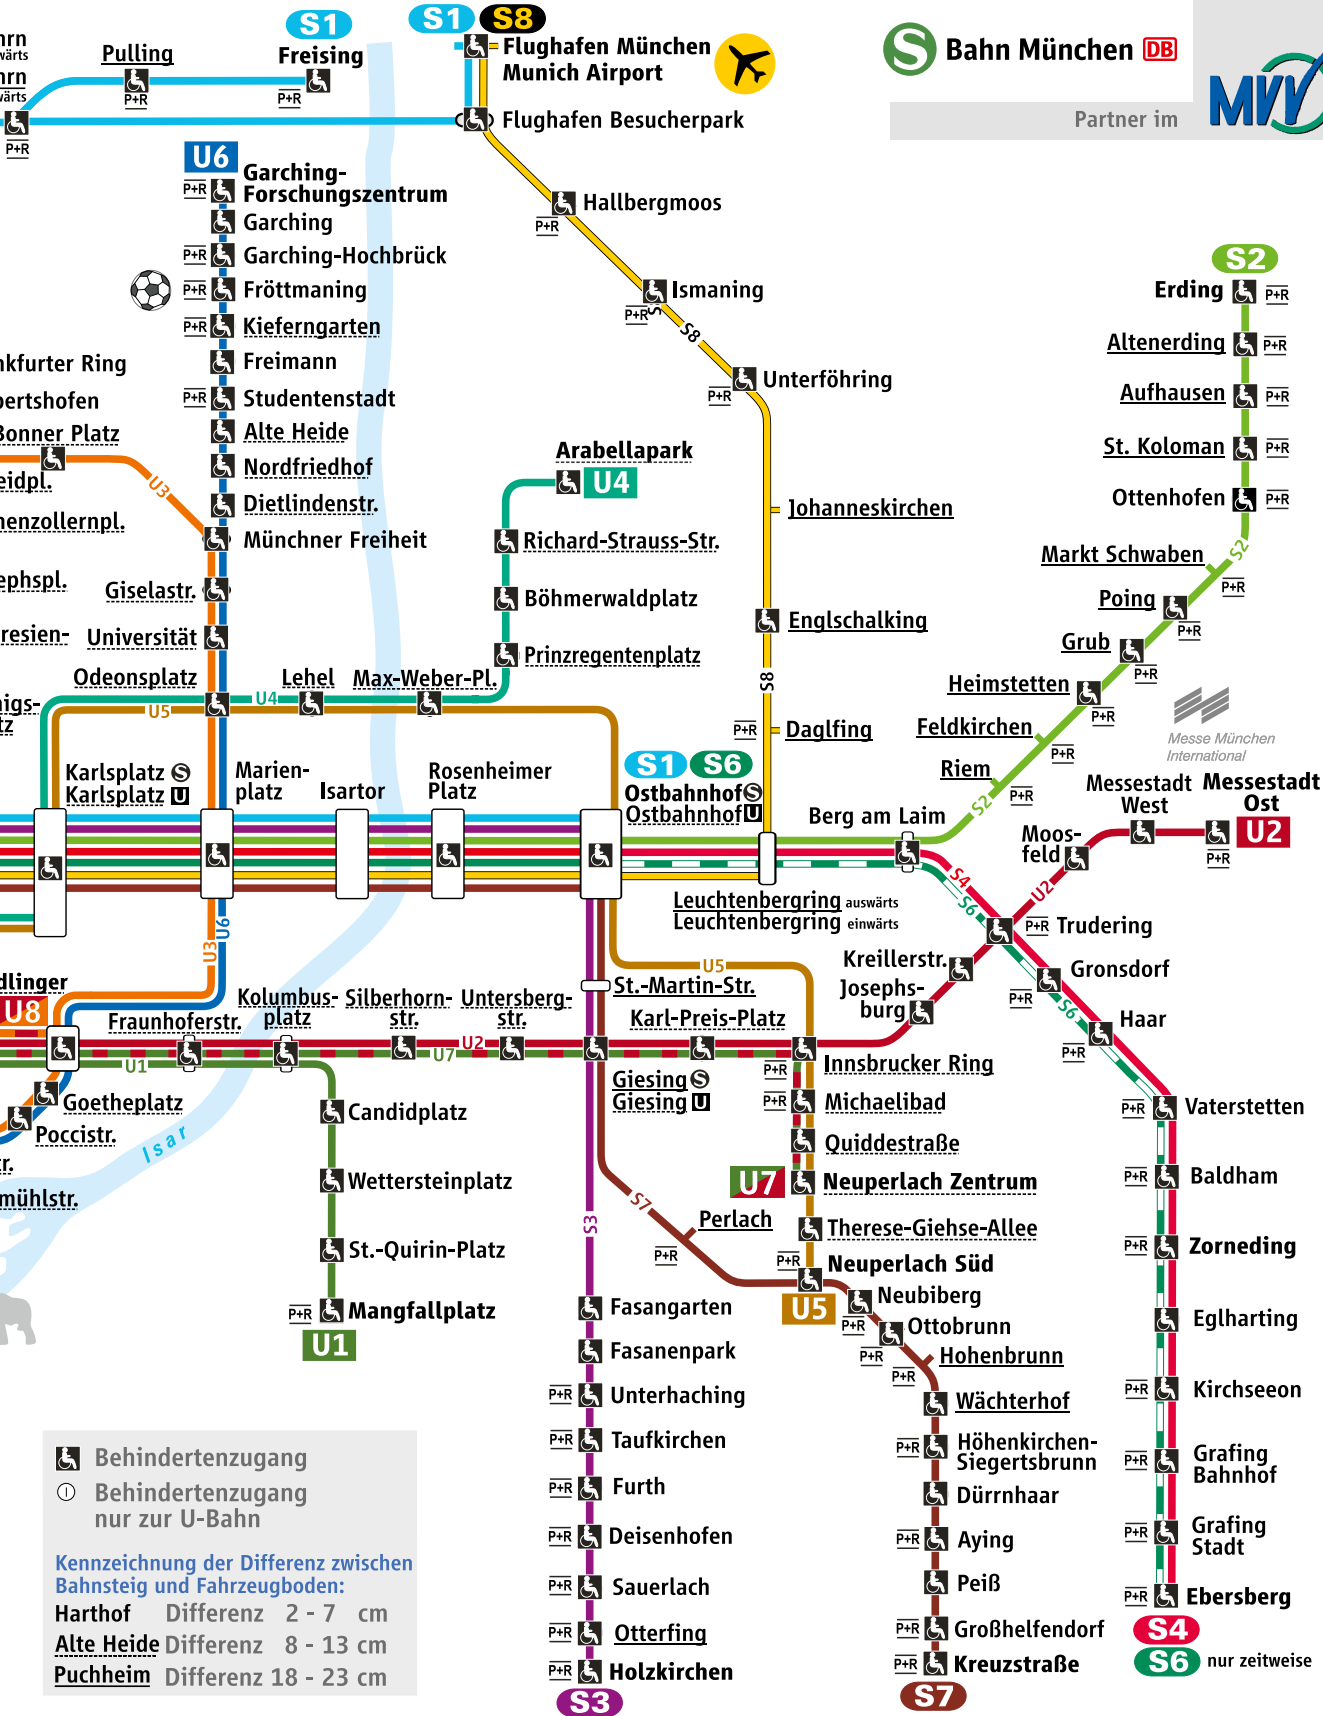 S1
Freising
Pulling
P+R
P+R
P+R
S1 S8
Flughafen München
Munich Airport
Flughafen Besucherpark
S Bahn München DB
MVV
Partner im
U6
P+R Garching-
Forschungszentrum
Garching
P+R Garching-Hochbrück
P+R Fröttmaning
P+R Kieferngarten
Freimann
P+R Studentenstadt
Alte Heide
Nordfriedhof
Dietlindenstr.
Münchner Freiheit
Giselastr.
Universität
Odeonsplatz
nkfurter Ring
Bonner Platz
U3
Hallbergmoos
P+R
Ismaning
P+R
S8
Unterföhring
P+R
Johanneskirchen
Englschalking
S8
P+R Daglfing
S2
Erding P+R
Altenerding P+R
Aufhausen P+R
St. Koloman P+R
Ottenhofen P+R
S2
Markt Schwaben
P+R
Poing
P+R
Grub
P+R
Heimstetten
P+R
Feldkirchen
P+R
Riem
P+R
S2
Messe München
International
Arabellapark
U4
Richard-Strauss-Str.
Böhmerwaldplatz
Prinzregentenplatz
Max-Weber-Pl.
Lehel
U4
U5
Karlsplatz S
Karlsplatz U
Marien-
platz
Isartor
Rosenheimer
Platz
S1 S6
Ostbahnhof S
Ostbahnhof U
Berg am Laim
Leuchtenbergring auswärts
Leuchtenbergring einwärts
Messestadt
West
Messestadt
Ost
U2
P+R
Moos-
feld
U2
S4
S6
P+R Trudering
Kreillerstr.
Josephs-
burg
Gronsdorf
P+R
S6
Haar
P+R
P+R Vaterstetten
P+R Baldham
P+R Zorneding
Eglharting
P+R Kirchseeon
P+R Grafing
Bahnhof
P+R Grafing
Stadt
P+R Ebersberg
S4
S6 nur zeitweise
U3
U6
U8
Fraunhoferstr.
Kolumbus-
platz
Silberhorn-
str.
Untersberg-
str.
U2
U7
U1
U5
St.-Martin-Str.
Karl-Preis-Platz
Giesing S
Giesing U
P+R Innsbrucker Ring
P+R Michaelibad
Quiddestraße
U7 Neuperlach Zentrum
Therese-Giehse-Allee
P+R Neuperlach Süd
U5
Goetheplatz
Poccistr.
Isar
Candidplatz
Wettersteinplatz
St.-Quirin-Platz
P+R Mangfallplatz
U1
S7
Perlach
P+R
Neubiberg
P+R
Ottobrunn
P+R
Hohenbrunn
P+R
Wächterhof
P+R Höhenkirchen-
Siegertsbrunn
Dürrnhaar
P+R Aying
Peiß
P+R Großhelfendorf
P+R Kreuzstraße
S7
S3
Fasangarten
Fasanenpark
P+R Unterhaching
P+R Taufkirchen
P+R Furth
P+R Deisenhofen
P+R Sauerlach
P+R Otterfing
P+R Holzkirchen
S3
Behindertenzugang
Behindertenzugang
nur zur U-Bahn
Kennzeichnung der Differenz zwischen
Bahnsteig und Fahrzeugboden:
Harthof Differenz 2 - 7 cm
Alte Heide Differenz 8 - 13 cm
Puchheim Differenz 18 - 23 cm